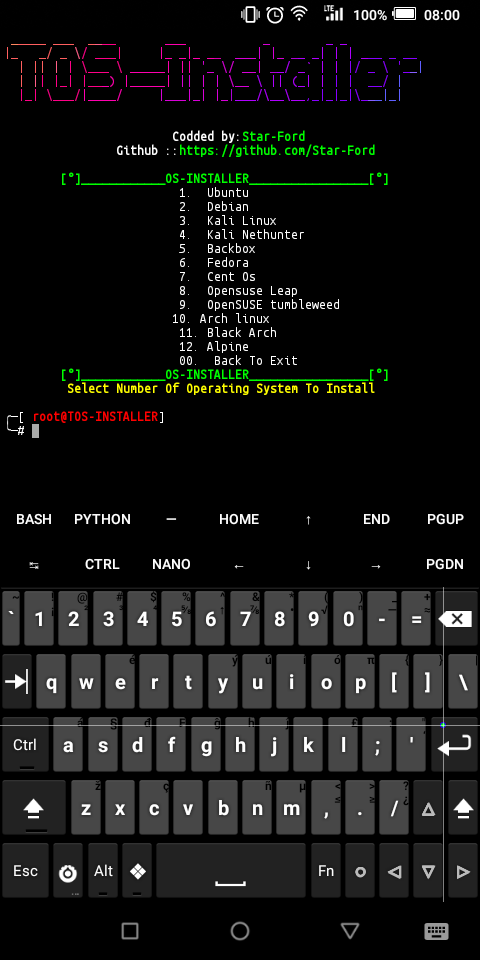 LTE 100% 08:00
TOS-Installer
Codded by:Star-Ford
Github ::https://github.com/Star-Ford
[°]____________OS-INSTALLER_________________[°]
1. Ubuntu
2. Debian
3. Kali Linux
4. Kali Nethunter
5. Backbox
6. Fedora
7. Cent Os
8. Opensuse Leap
9. OpenSUSE tumbleweed
10. Arch linux
11. Black Arch
12. Alpine
00. Back To Exit
[°]____________OS-INSTALLER_________________[°]
Select Number Of Operating System To Install
╭─[ root@TOS-INSTALLER]
╰─#
BASH PYTHON — HOME ↑ END PGUP
↹ CTRL NANO ← ↓ → PGDN
` 1 2 3 4 5 6 7 8 9 0 - =
q w e r t y u i o p [ ] \
Ctrl a s d f g h j k l ; '
z x c v b n m , . /
Esc Alt Fn